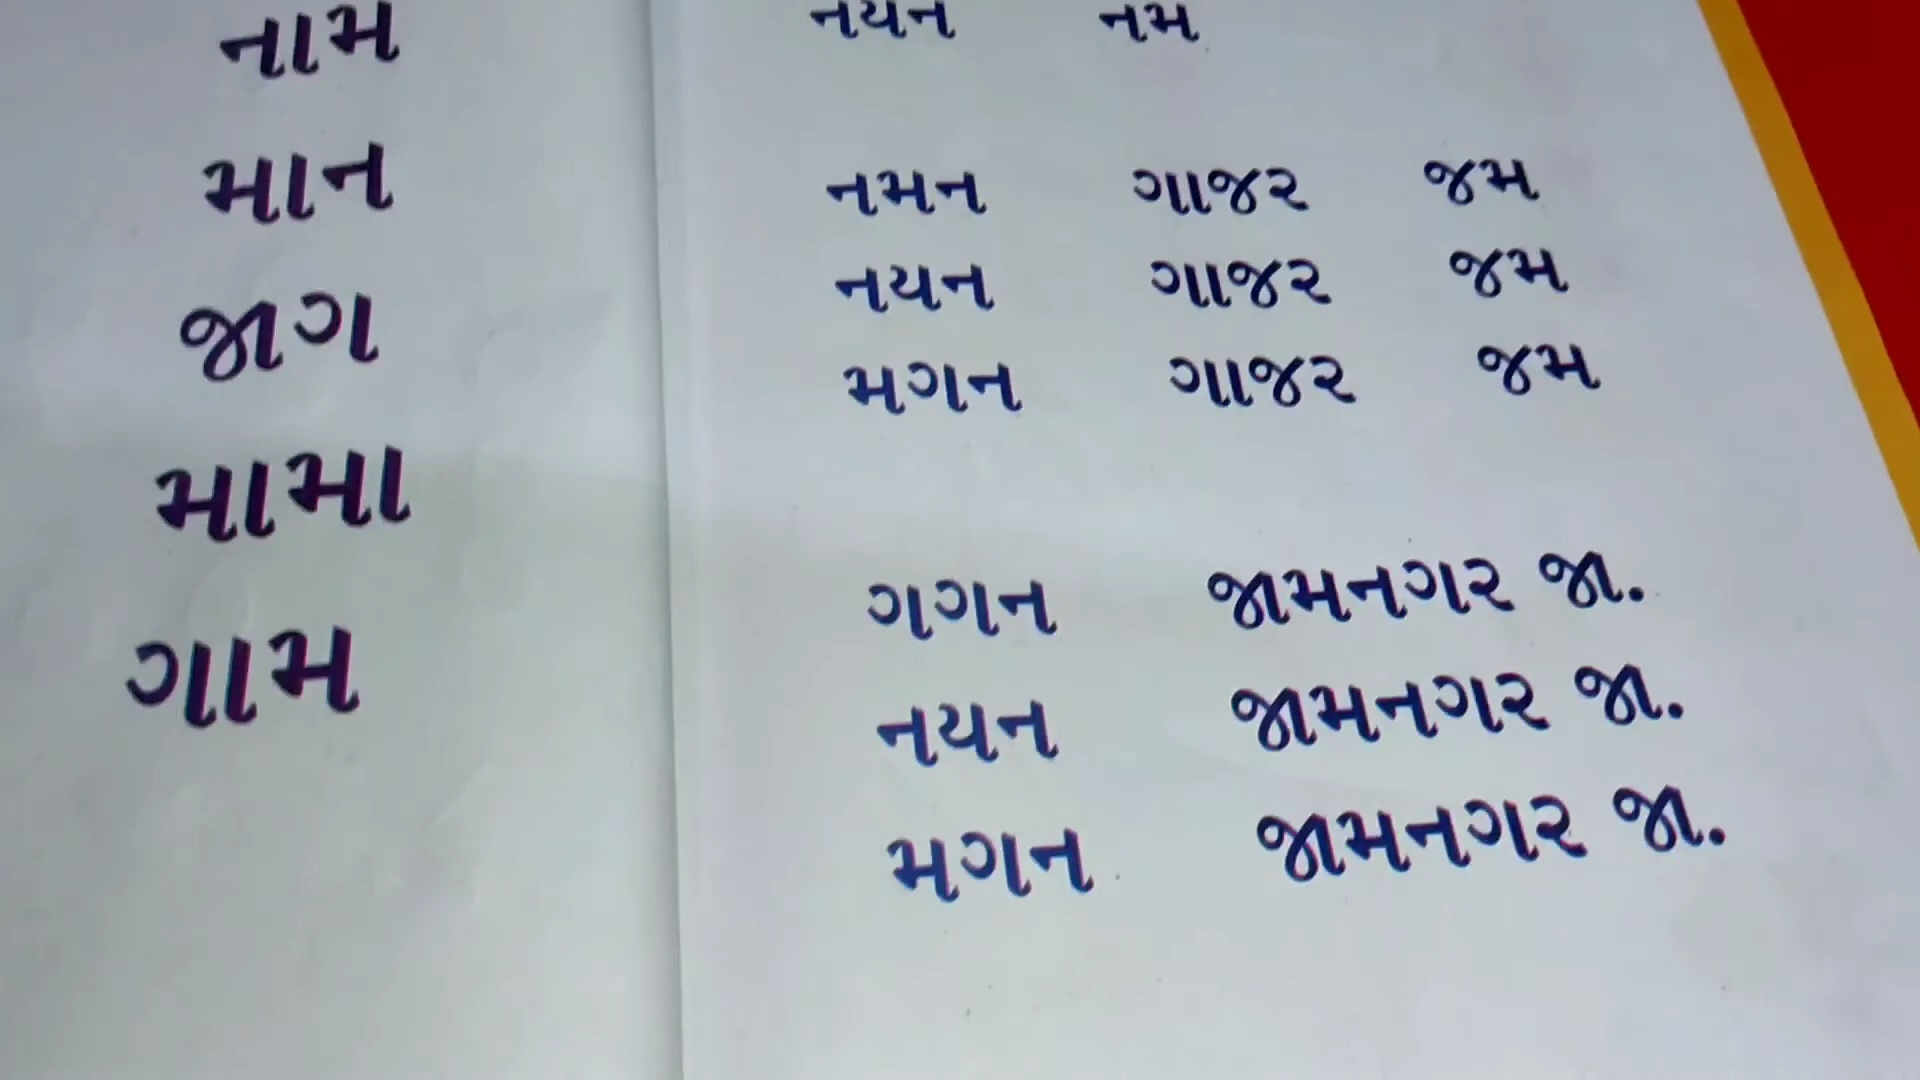 નામ
માન
જાગ
મામા
ગામ
નયન નમ
નમન ગાજર જમ
નયન ગાજર જમ
મગન ગાજર જમ
ગગન જામનગર જા.
નયન જામનગર જા.
મગન જામનગર જા.